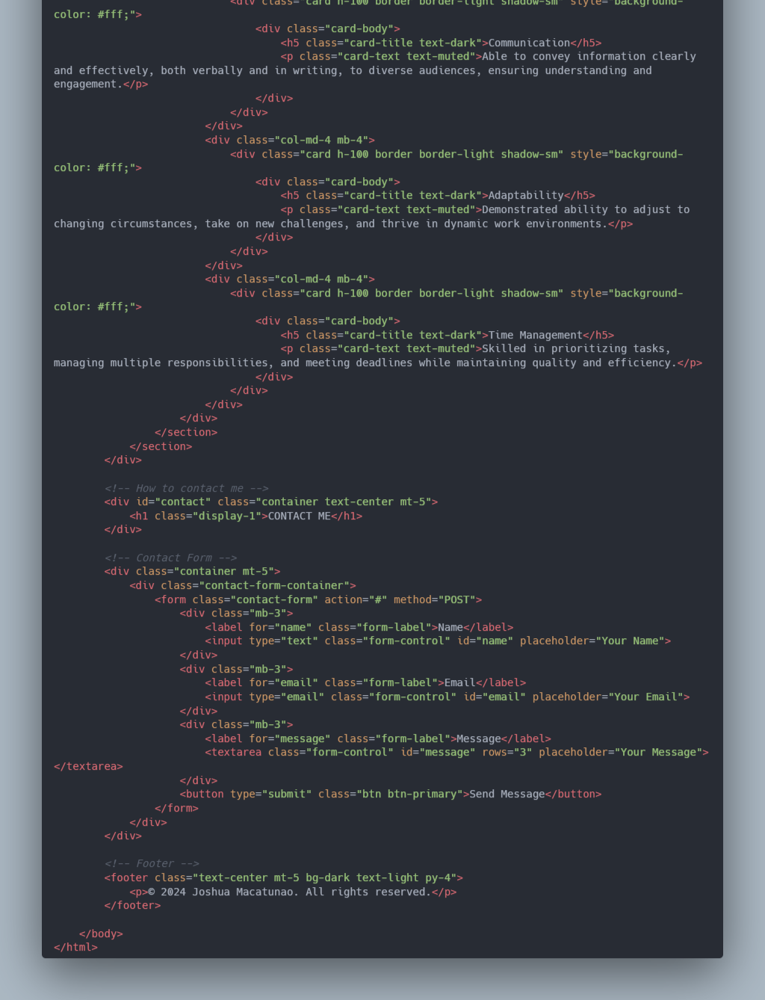 <div class="card h-100 border border-light shadow-sm" style="background-
color: #fff;">
                                <div class="card-body">
                                    <h5 class="card-title text-dark">Communication</h5>
                                    <p class="card-text text-muted">Able to convey information clearly
and effectively, both verbally and in writing, to diverse audiences, ensuring understanding and
engagement.</p>
                                </div>
                            </div>
                        </div>
                        <div class="col-md-4 mb-4">
                            <div class="card h-100 border border-light shadow-sm" style="background-
color: #fff;">
                                <div class="card-body">
                                    <h5 class="card-title text-dark">Adaptability</h5>
                                    <p class="card-text text-muted">Demonstrated ability to adjust to
changing circumstances, take on new challenges, and thrive in dynamic work environments.</p>
                                </div>
                            </div>
                        </div>
                        <div class="col-md-4 mb-4">
                            <div class="card h-100 border border-light shadow-sm" style="background-
color: #fff;">
                                <div class="card-body">
                                    <h5 class="card-title text-dark">Time Management</h5>
                                    <p class="card-text text-muted">Skilled in prioritizing tasks,
managing multiple responsibilities, and meeting deadlines while maintaining quality and efficiency.</p>
                                </div>
                            </div>
                        </div>
                    </div>
                </section>
            </section>
        </div>

        <!-- How to contact me -->
        <div id="contact" class="container text-center mt-5">
            <h1 class="display-1">CONTACT ME</h1>
        </div>

        <!-- Contact Form -->
        <div class="container mt-5">
            <div class="contact-form-container">
                <form class="contact-form" action="#" method="POST">
                    <div class="mb-3">
                        <label for="name" class="form-label">Name</label>
                        <input type="text" class="form-control" id="name" placeholder="Your Name">
                    </div>
                    <div class="mb-3">
                        <label for="email" class="form-label">Email</label>
                        <input type="email" class="form-control" id="email" placeholder="Your Email">
                    </div>
                    <div class="mb-3">
                        <label for="message" class="form-label">Message</label>
                        <textarea class="form-control" id="message" rows="3" placeholder="Your Message">
</textarea>
                    </div>
                    <button type="submit" class="btn btn-primary">Send Message</button>
                </form>
            </div>
        </div>

        <!-- Footer -->
        <footer class="text-center mt-5 bg-dark text-light py-4">
            <p>© 2024 Joshua Macatunao. All rights reserved.</p>
        </footer>

    </body>
</html>